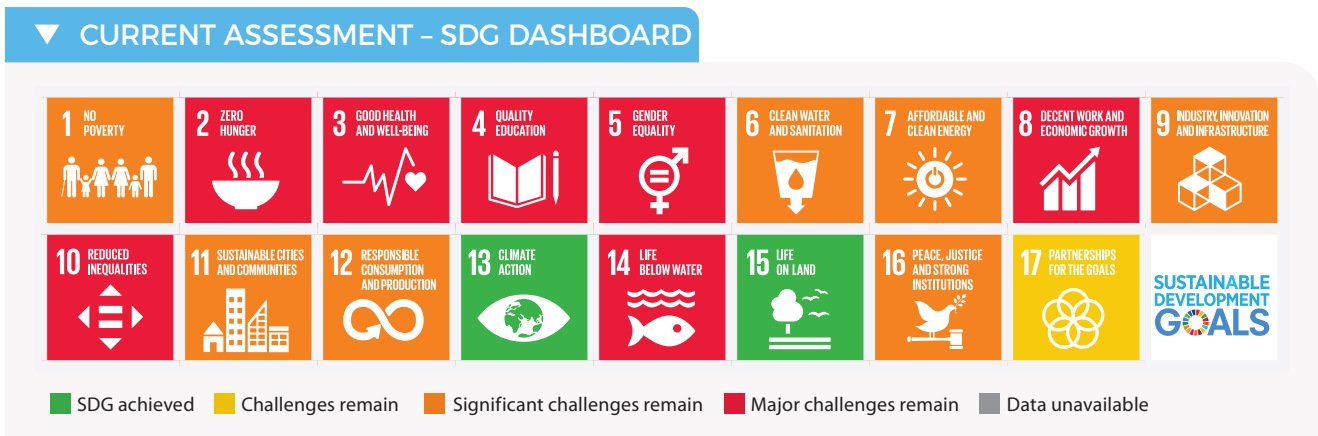 CURRENT ASSESSMENT – SDG DASHBOARD
1 NO
POVERTY
2 ZERO
HUNGER
3 GOOD HEALTH
AND WELL-BEING
4 QUALITY
EDUCATION
5 GENDER
EQUALITY
6 CLEAN WATER
AND SANITATION
7 AFFORDABLE AND
CLEAN ENERGY
8 DECENT WORK AND
ECONOMIC GROWTH
9 INDUSTRY, INNOVATION
AND INFRASTRUCTURE
10 REDUCED
INEQUALITIES
11 SUSTAINABLE CITIES
AND COMMUNITIES
12 RESPONSIBLE
CONSUMPTION
AND PRODUCTION
13 CLIMATE
ACTION
14 LIFE
BELOW WATER
15 LIFE
ON LAND
16 PEACE, JUSTICE
AND STRONG
INSTITUTIONS
17 PARTNERSHIPS
FOR THE GOALS
SUSTAINABLE
DEVELOPMENT
GOALS
SDG achieved
Challenges remain
Significant challenges remain
Major challenges remain
Data unavailable